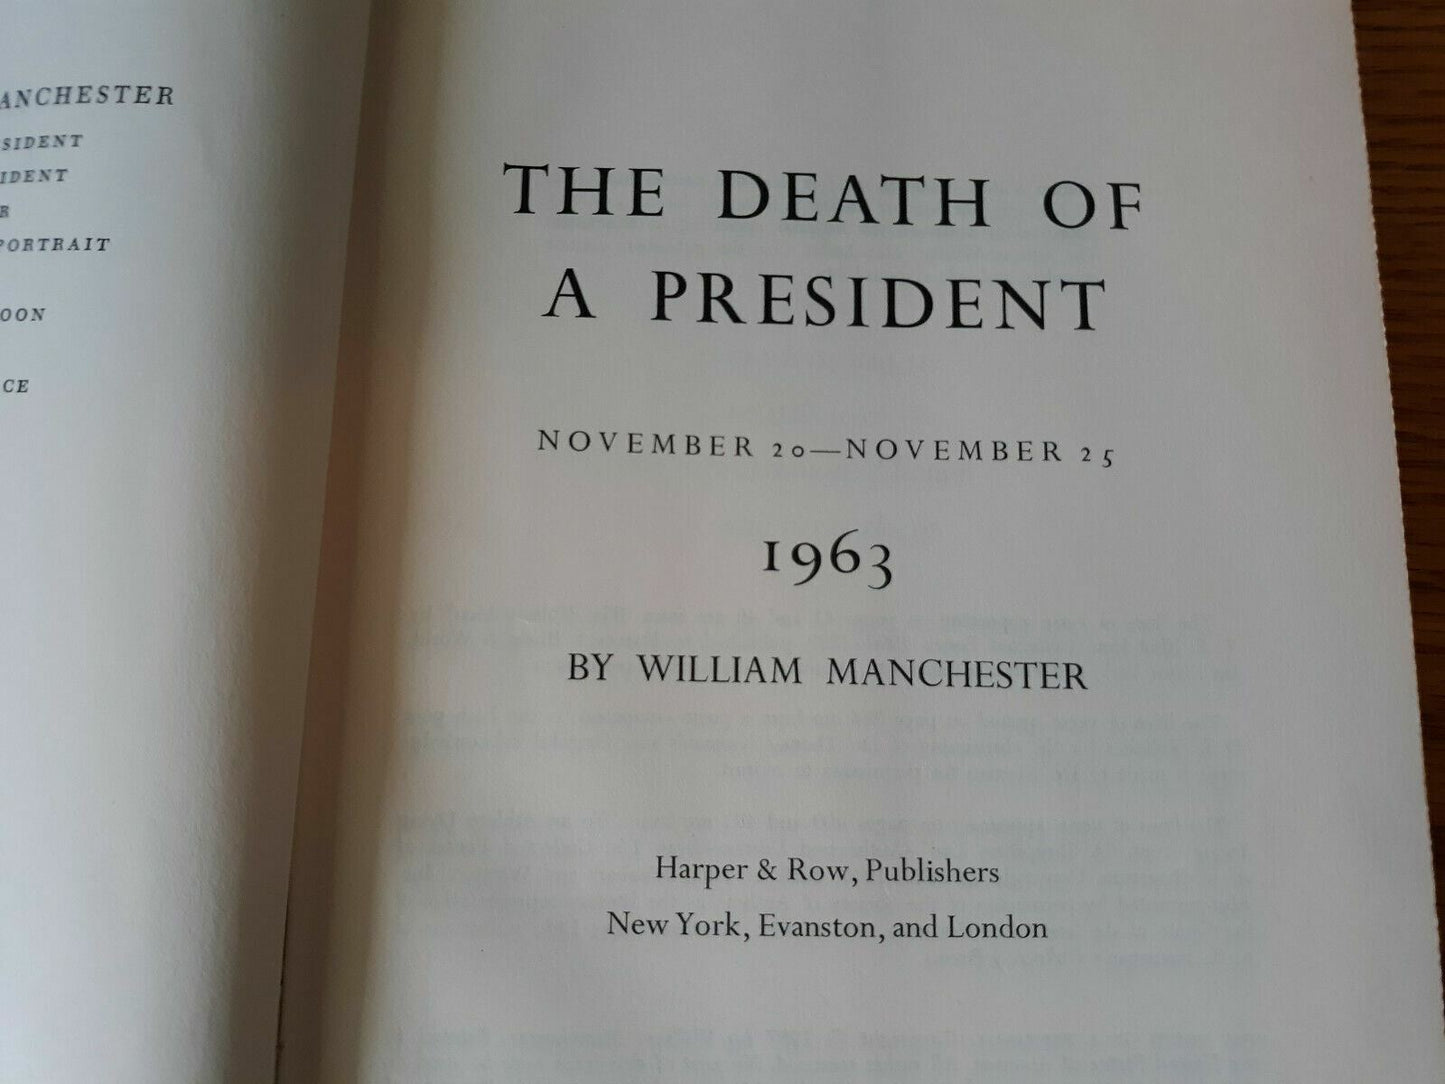 ANCHESTER
SIDENT
IDENT
R
PORTRAIT
OON
CE
THE DEATH OF
A PRESIDENT
NOVEMBER 20—NOVEMBER 25
1963
BY WILLIAM MANCHESTER
Harper & Row, Publishers
New York, Evanston, and London